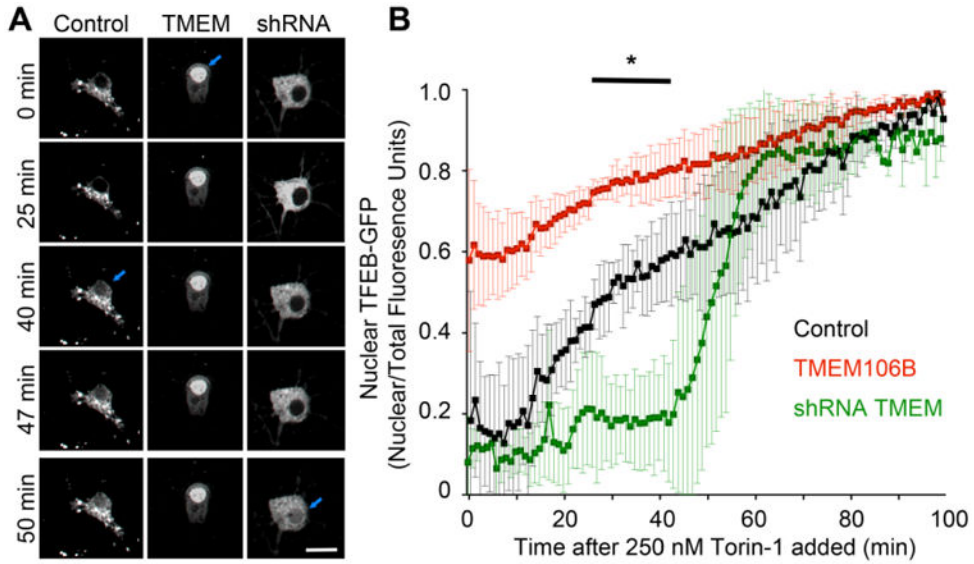 A
Control TMEM shRNA
0 min
25 min
40 min
47 min
50 min
B
*
Nuclear TFEB-GFP
(Nuclear/Total Fluoresence Units)
1.0
0.8
0.6
0.4
0.2
0
Control
TMEM106B
shRNA TMEM
0 20 40 60 80 100
Time after 250 nM Torin-1 added (min)